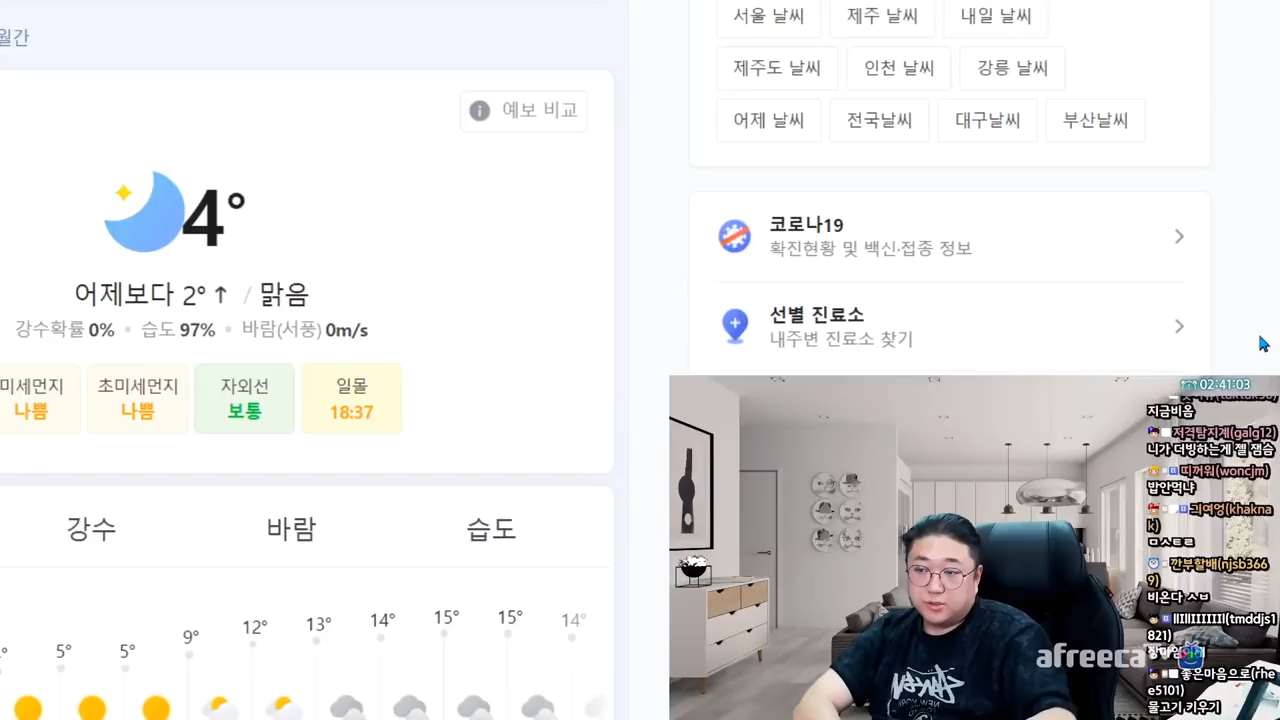 월간
예보 비교
4°
어제보다 2° ↑ / 맑음
강수확률 0% • 습도 97% • 바람(서풍) 0m/s
미세먼지
나쁨
초미세먼지
나쁨
자외선
보통
일몰
18:37
강수
바람
습도
5°
5°
9°
12°
13°
14°
15°
15°
14°
서울 날씨
제주 날씨
내일 날씨
제주도 날씨
인천 날씨
강릉 날씨
어제 날씨
전국날씨
대구날씨
부산날씨
코로나19
확진현황 및 백신·접종 정보
선별 진료소
내주변 진료소 찾기
02:41:03
지금비옴
저격탐지계(galg12)
니가 더빙하는게 젤 잼슴
띠꺼워(woncjm)
밥안먹냐
긔여엉(khakna
k)
ㅁㅅㅌㄹ
깐부할배(njsb366
9)
비온다 ㅅㅂ
lIIlIIIIIIII(tmddjs1
821)
좋은마음으로(rhe
e5101)
물고기 키우기
afreeca